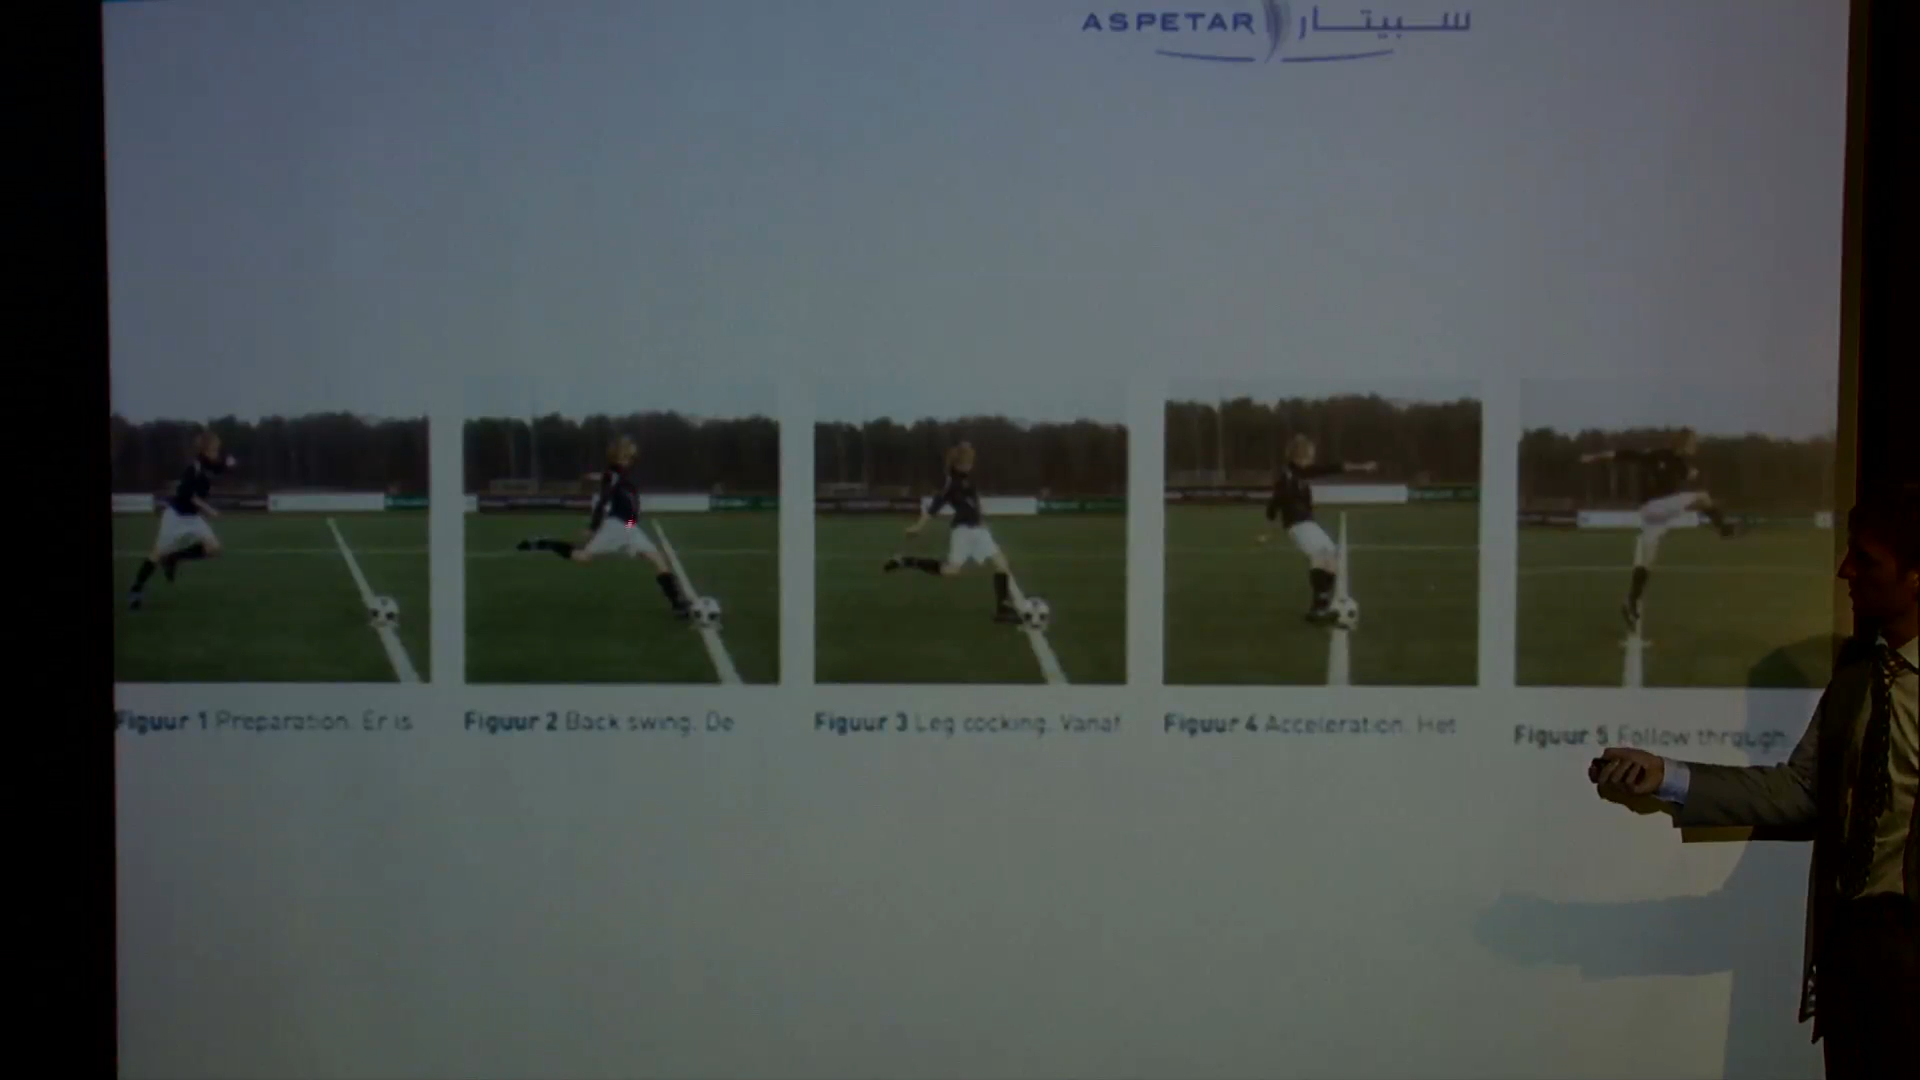 ASPETAR سبيتار
Figuur 1 Preparation. Er is
Figuur 2 Back swing. De
Figuur 3 Leg cocking. Vanaf
Figuur 4 Acceleration. Het
Figuur 5 Follow through.